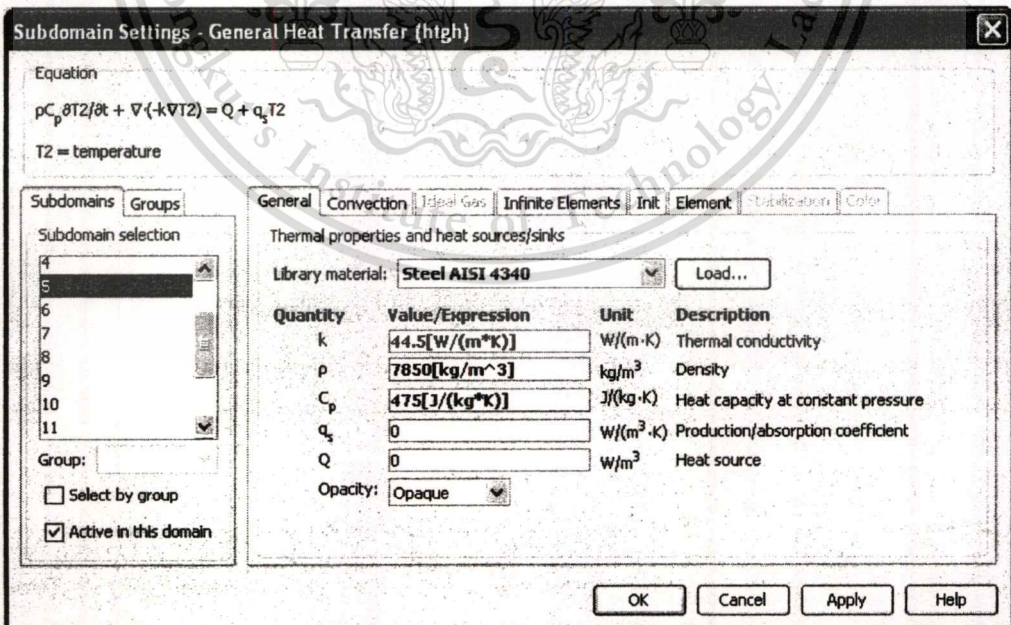 Subdomain Settings - General Heat Transfer (htgh)
Equation
ρC_p∂T2/∂t + ∇·(-k∇T2) = Q + q_sT2
T2 = temperature
Subdomains Groups
Subdomain selection
4
5
6
7
8
9
10
11
Group:
Select by group
Active in this domain
General Convection Ideal Gas Infinite Elements Init Element Stabilization Color
Thermal properties and heat sources/sinks
Library material: Steel AISI 4340 Load...
Quantity Value/Expression Unit Description
k 44.5[W/(m*K)] W/(m·K) Thermal conductivity
ρ 7850[kg/m^3] kg/m³ Density
C_p 475[J/(kg*K)] J/(kg·K) Heat capacity at constant pressure
q_s 0 W/(m³·K) Production/absorption coefficient
Q 0 W/m³ Heat source
Opacity: Opaque
OK Cancel Apply Help
Institute of Technology